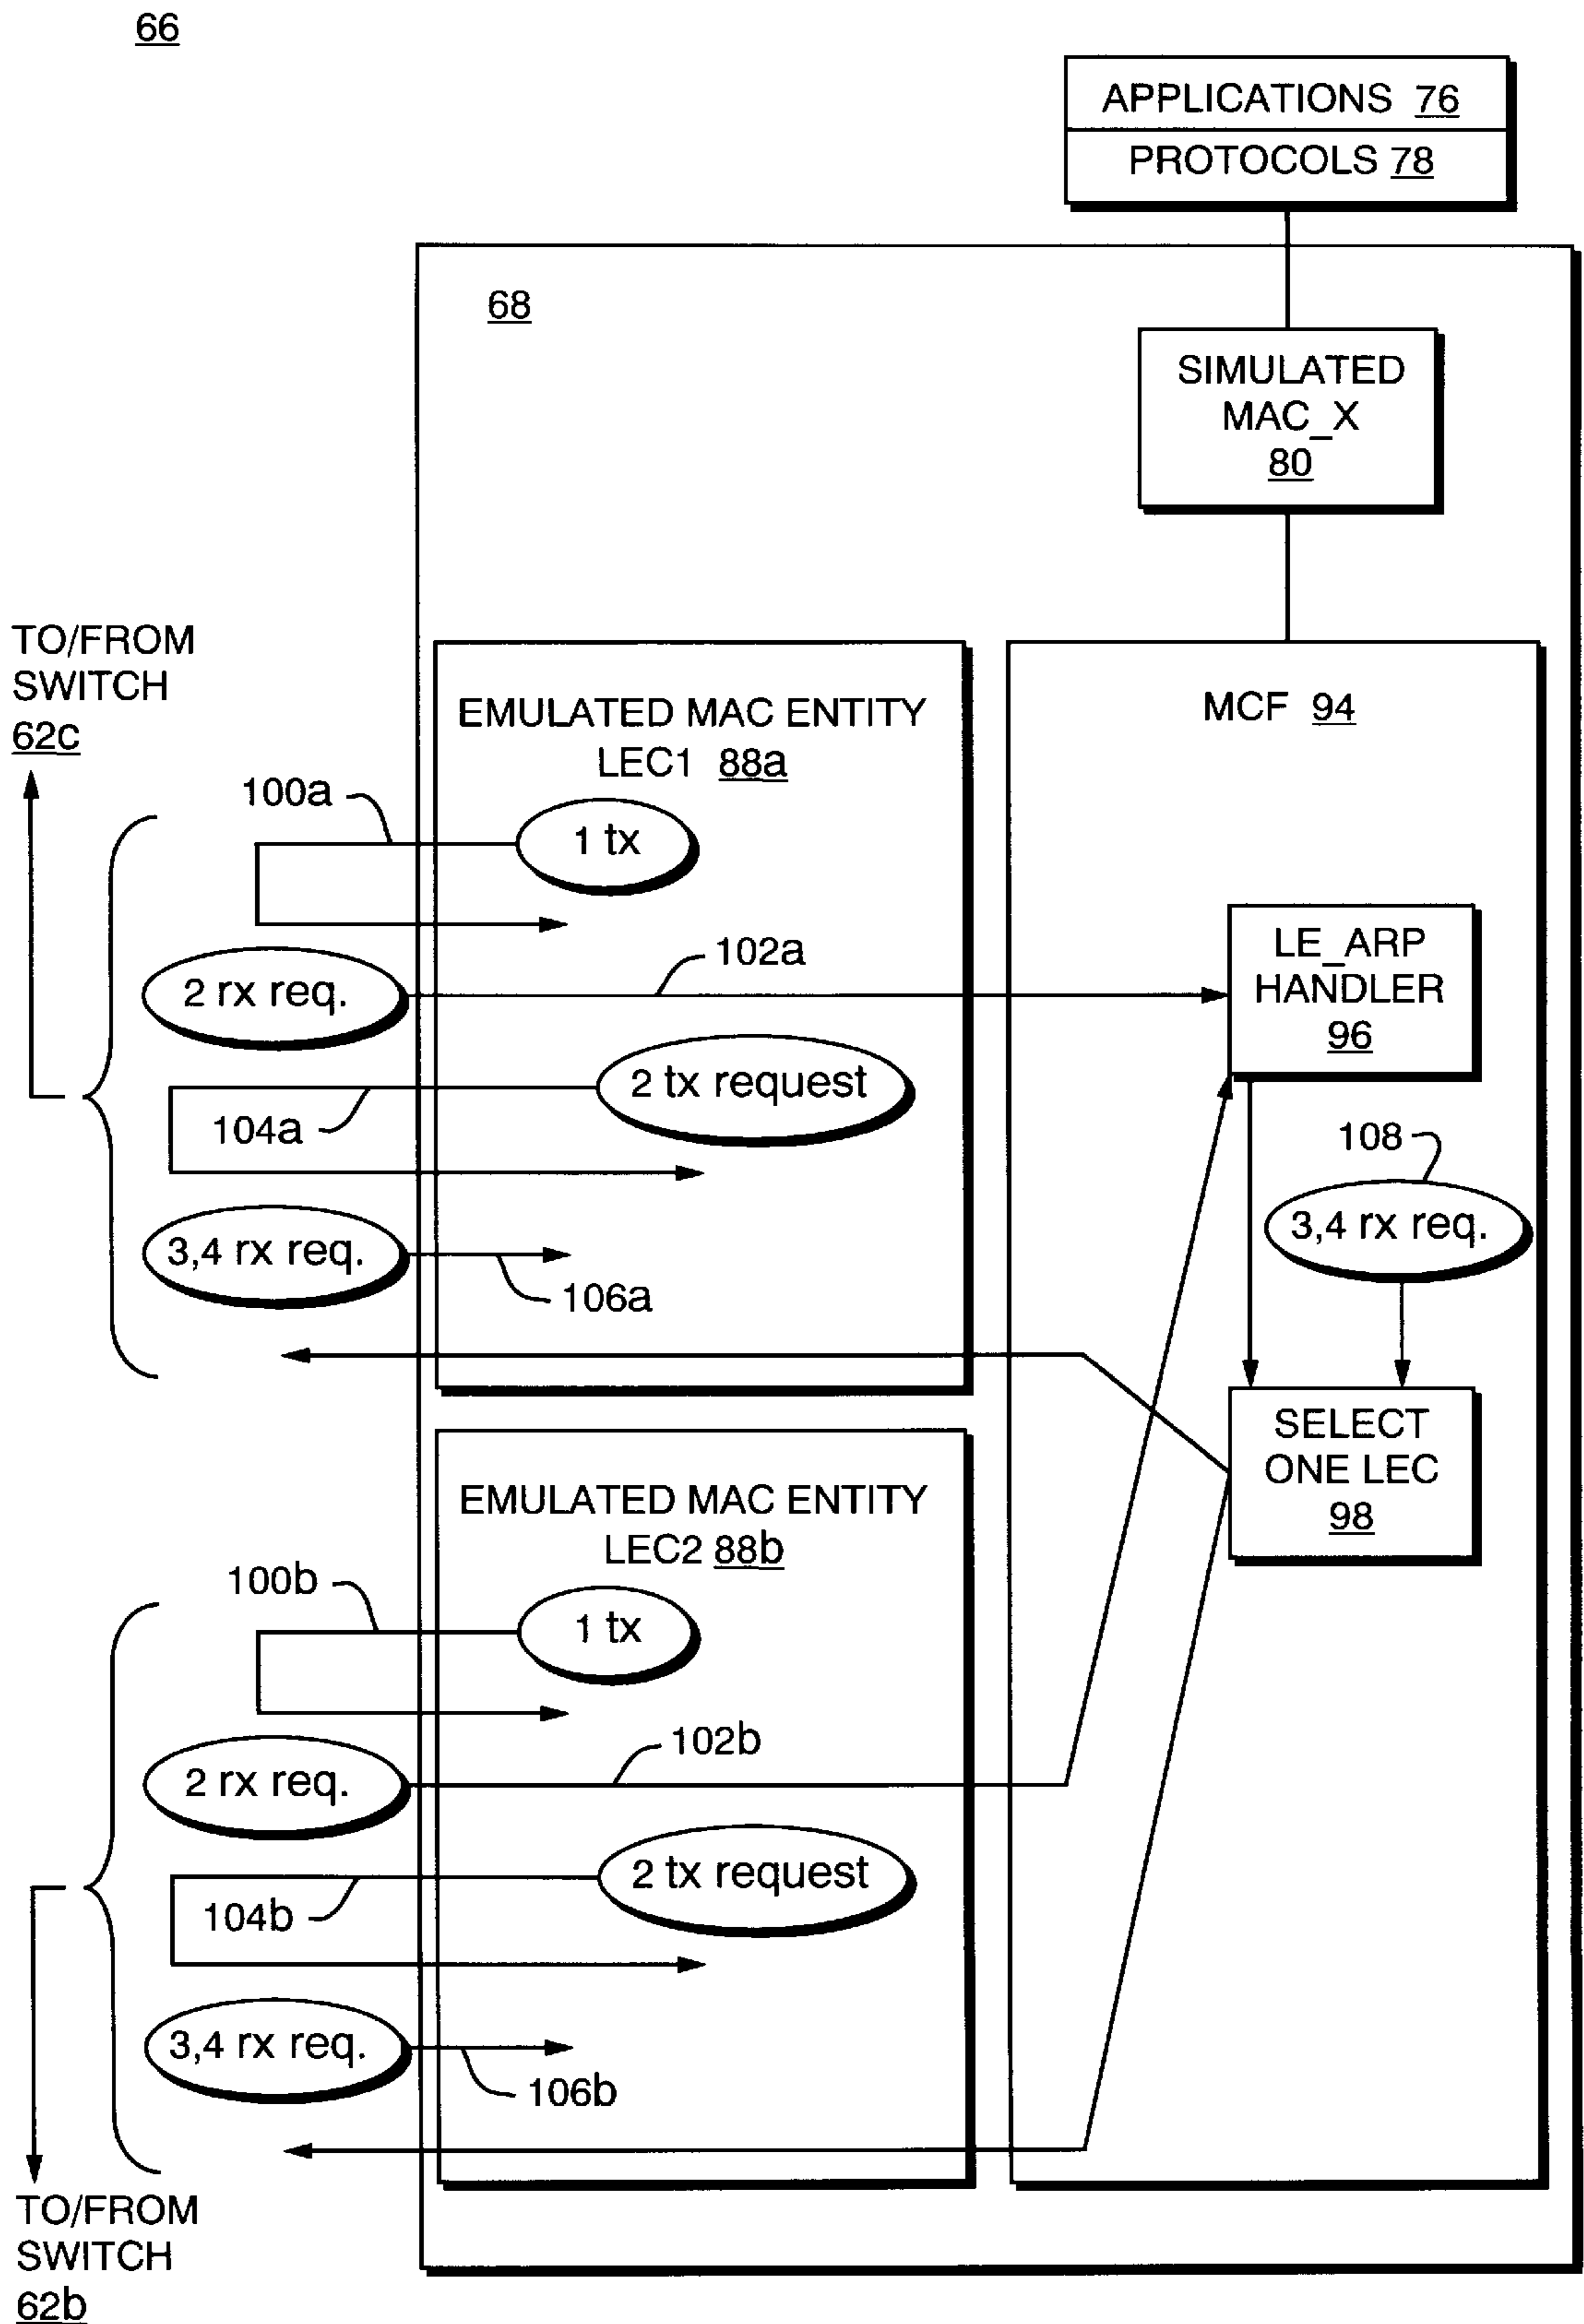 66
APPLICATIONS 76
PROTOCOLS 78
68
SIMULATED
MAC_X
80
TO/FROM
SWITCH
62c
EMULATED MAC ENTITY
LEC1 88a
MCF 94
100a
1 tx
102a
2 rx req.
LE_ARP
HANDLER
96
2 tx request
104a
108
3,4 rx req.
3,4 rx req.
106a
SELECT
ONE LEC
98
EMULATED MAC ENTITY
LEC2 88b
100b
1 tx
102b
2 rx req.
2 tx request
104b
3,4 rx req.
106b
TO/FROM
SWITCH
62b